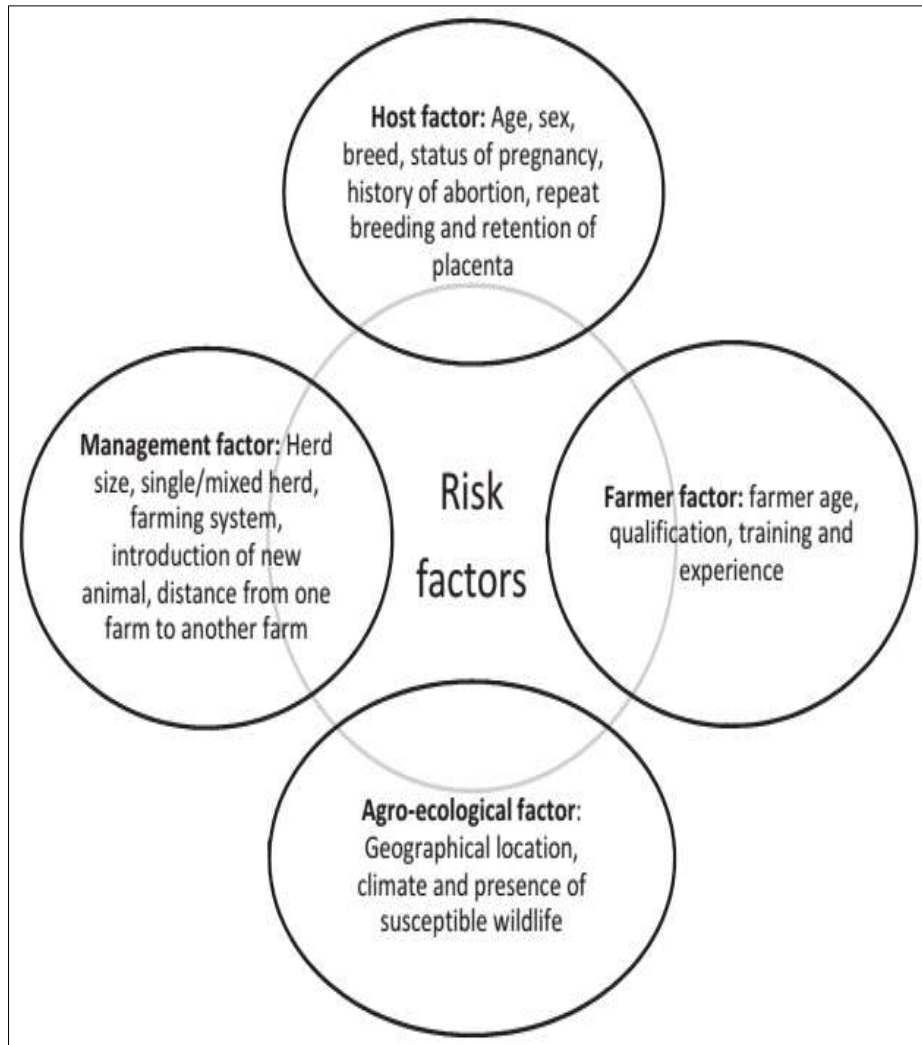 Host factor: Age, sex,
breed, status of pregnancy,
history of abortion, repeat
breeding and retention of
placenta
Management factor: Herd
size, single/mixed herd,
farming system,
introduction of new
animal, distance from one
farm to another farm
Risk
factors
Farmer factor: farmer age,
qualification, training and
experience
Agro-ecological factor:
Geographical location,
climate and presence of
susceptible wildlife